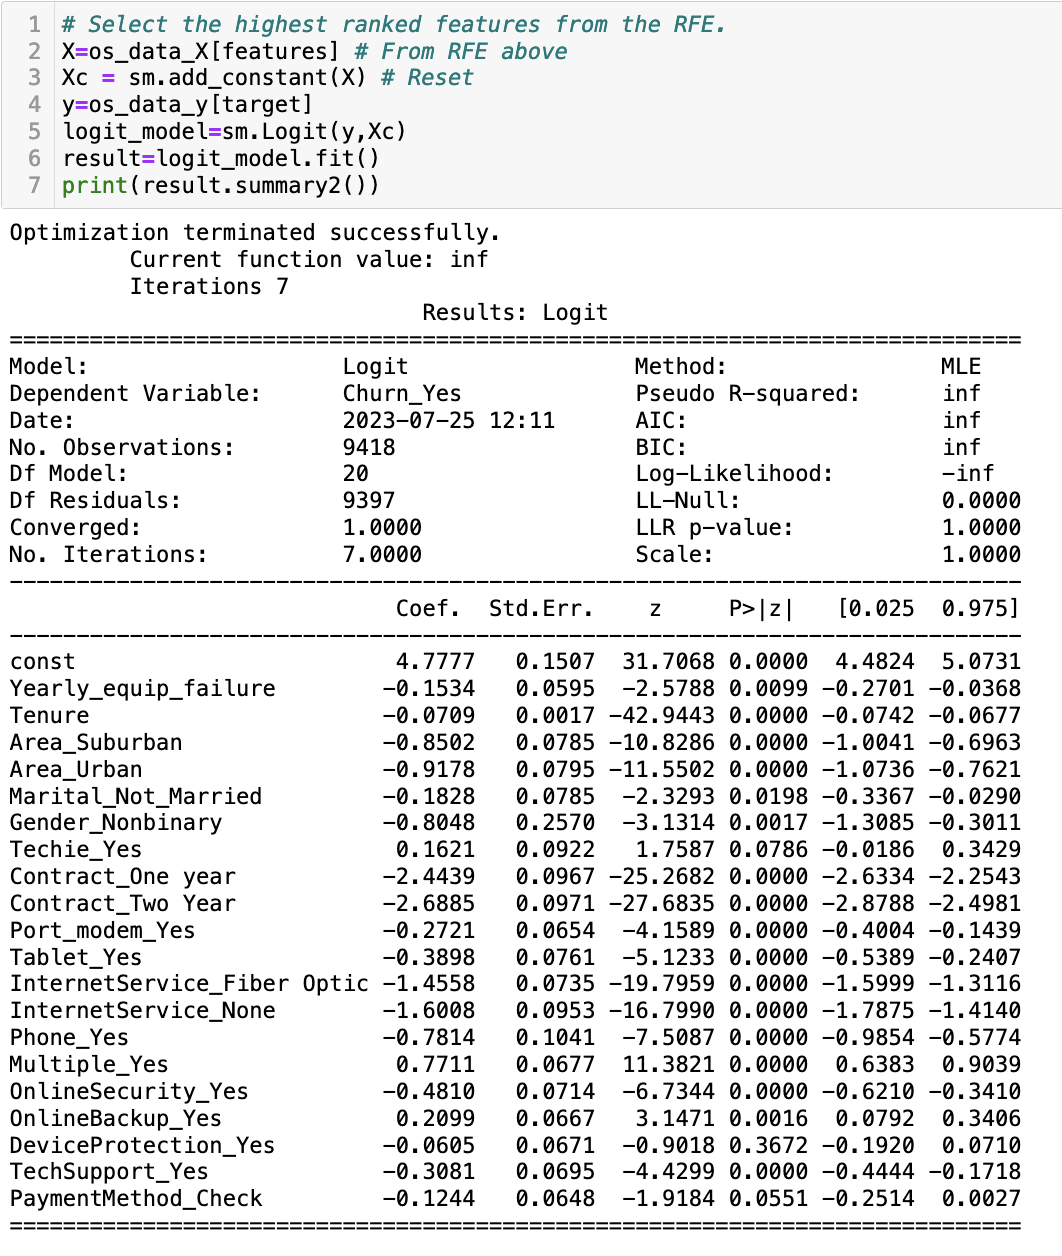 1 # Select the highest ranked features from the RFE.
2 X=os_data_X[features] # From RFE above
3 Xc = sm.add_constant(X) # Reset
4 y=os_data_y[target]
5 logit_model=sm.Logit(y,Xc)
6 result=logit_model.fit()
7 print(result.summary2())
Optimization terminated successfully.
Current function value: inf
Iterations 7
Results: Logit
============================================================================
Model: Logit Method: MLE
Dependent Variable: Churn_Yes Pseudo R-squared: inf
Date: 2023-07-25 12:11 AIC: inf
No. Observations: 9418 BIC: inf
Df Model: 20 Log-Likelihood: -inf
Df Residuals: 9397 LL-Null: 0.0000
Converged: 1.0000 LLR p-value: 1.0000
No. Iterations: 7.0000 Scale: 1.0000
----------------------------------------------------------------------------
Coef. Std.Err. z P>|z| [0.025 0.975]
----------------------------------------------------------------------------
const 4.7777 0.1507 31.7068 0.0000 4.4824 5.0731
Yearly_equip_failure -0.1534 0.0595 -2.5788 0.0099 -0.2701 -0.0368
Tenure -0.0709 0.0017 -42.9443 0.0000 -0.0742 -0.0677
Area_Suburban -0.8502 0.0785 -10.8286 0.0000 -1.0041 -0.6963
Area_Urban -0.9178 0.0795 -11.5502 0.0000 -1.0736 -0.7621
Marital_Not_Married -0.1828 0.0785 -2.3293 0.0198 -0.3367 -0.0290
Gender_Nonbinary -0.8048 0.2570 -3.1314 0.0017 -1.3085 -0.3011
Techie_Yes 0.1621 0.0922 1.7587 0.0786 -0.0186 0.3429
Contract_One year -2.4439 0.0967 -25.2682 0.0000 -2.6334 -2.2543
Contract_Two Year -2.6885 0.0971 -27.6835 0.0000 -2.8788 -2.4981
Port_modem_Yes -0.2721 0.0654 -4.1589 0.0000 -0.4004 -0.1439
Tablet_Yes -0.3898 0.0761 -5.1233 0.0000 -0.5389 -0.2407
InternetService_Fiber Optic -1.4558 0.0735 -19.7959 0.0000 -1.5999 -1.3116
InternetService_None -1.6008 0.0953 -16.7990 0.0000 -1.7875 -1.4140
Phone_Yes -0.7814 0.1041 -7.5087 0.0000 -0.9854 -0.5774
Multiple_Yes 0.7711 0.0677 11.3821 0.0000 0.6383 0.9039
OnlineSecurity_Yes -0.4810 0.0714 -6.7344 0.0000 -0.6210 -0.3410
OnlineBackup_Yes 0.2099 0.0667 3.1471 0.0016 0.0792 0.3406
DeviceProtection_Yes -0.0605 0.0671 -0.9018 0.3672 -0.1920 0.0710
TechSupport_Yes -0.3081 0.0695 -4.4299 0.0000 -0.4444 -0.1718
PaymentMethod_Check -0.1244 0.0648 -1.9184 0.0551 -0.2514 0.0027
============================================================================